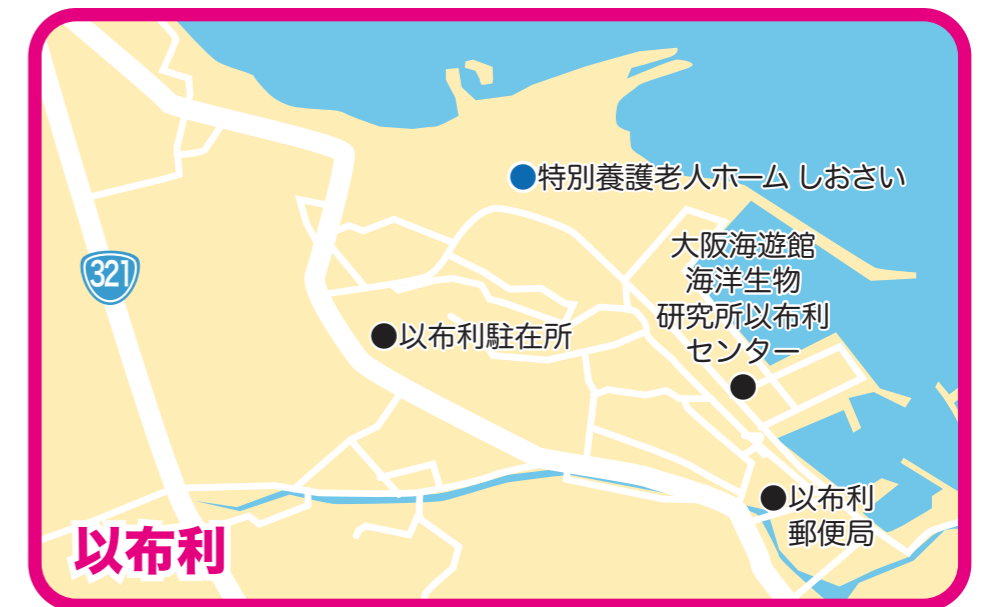 特別養護老人ホーム しおさい
大阪海遊館
海洋生物
研究所以布利
センター
321
以布利駐在所
以布利
郵便局
以布利